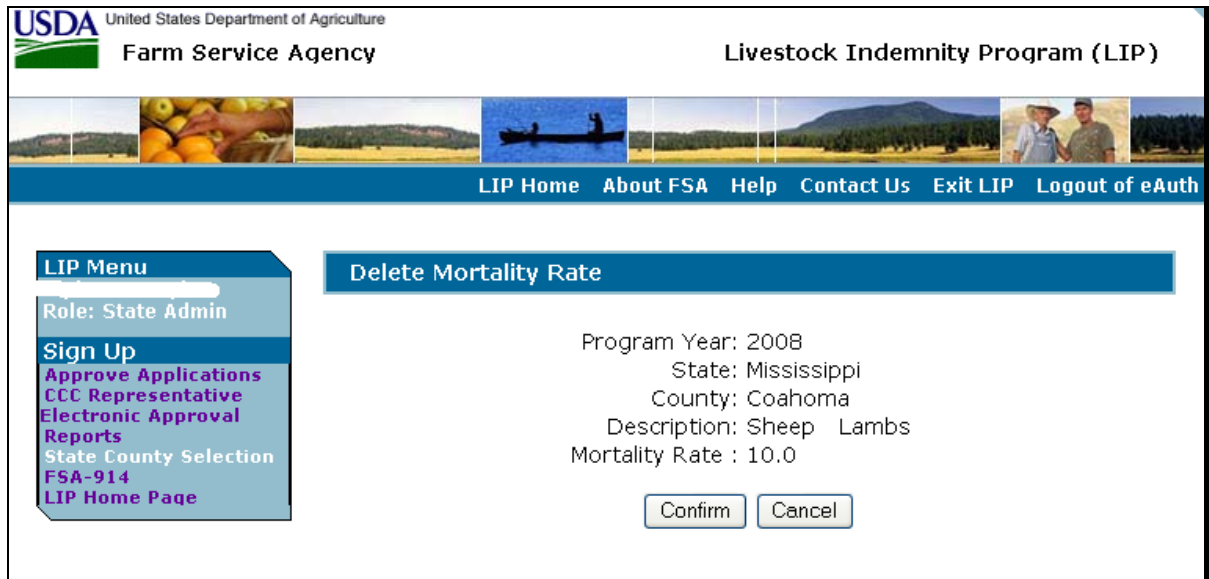 USDA United States Department of Agriculture
Farm Service Agency
Livestock Indemnity Program (LIP)
LIP Home About FSA Help Contact Us Exit LIP Logout of eAuth
LIP Menu
Role: State Admin
Sign Up
Approve Applications
CCC Representative
Electronic Approval
Reports
State County Selection
FSA-914
LIP Home Page
Delete Mortality Rate
Program Year: 2008
State: Mississippi
County: Coahoma
Description: Sheep Lambs
Mortality Rate : 10.0
Confirm Cancel